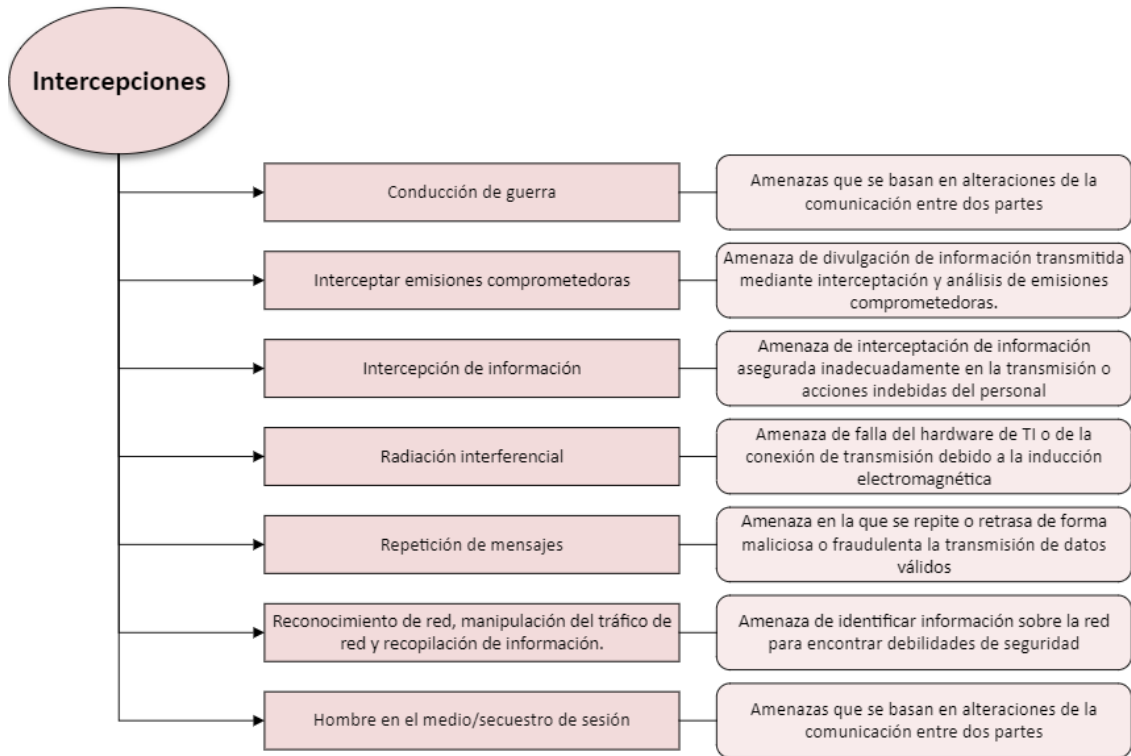 Intercepciones
Conducción de guerra
Amenazas que se basan en alteraciones de la
comunicación entre dos partes
Interceptar emisiones comprometedoras
Amenaza de divulgación de información transmitida
mediante interceptación y análisis de emisiones
comprometedoras.
Intercepción de información
Amenaza de interceptación de información
asegurada inadecuadamente en la transmisión o
acciones indebidas del personal
Radiación interferencial
Amenaza de falla del hardware de TI o de la
conexión de transmisión debido a la inducción
electromagnética
Repetición de mensajes
Amenaza en la que se repite o retrasa de forma
maliciosa o fraudulenta la transmisión de datos
válidos
Reconocimiento de red, manipulación del tráfico de
red y recopilación de información.
Amenaza de identificar información sobre la red
para encontrar debilidades de seguridad
Hombre en el medio/secuestro de sesión
Amenazas que se basan en alteraciones de la
comunicación entre dos partes